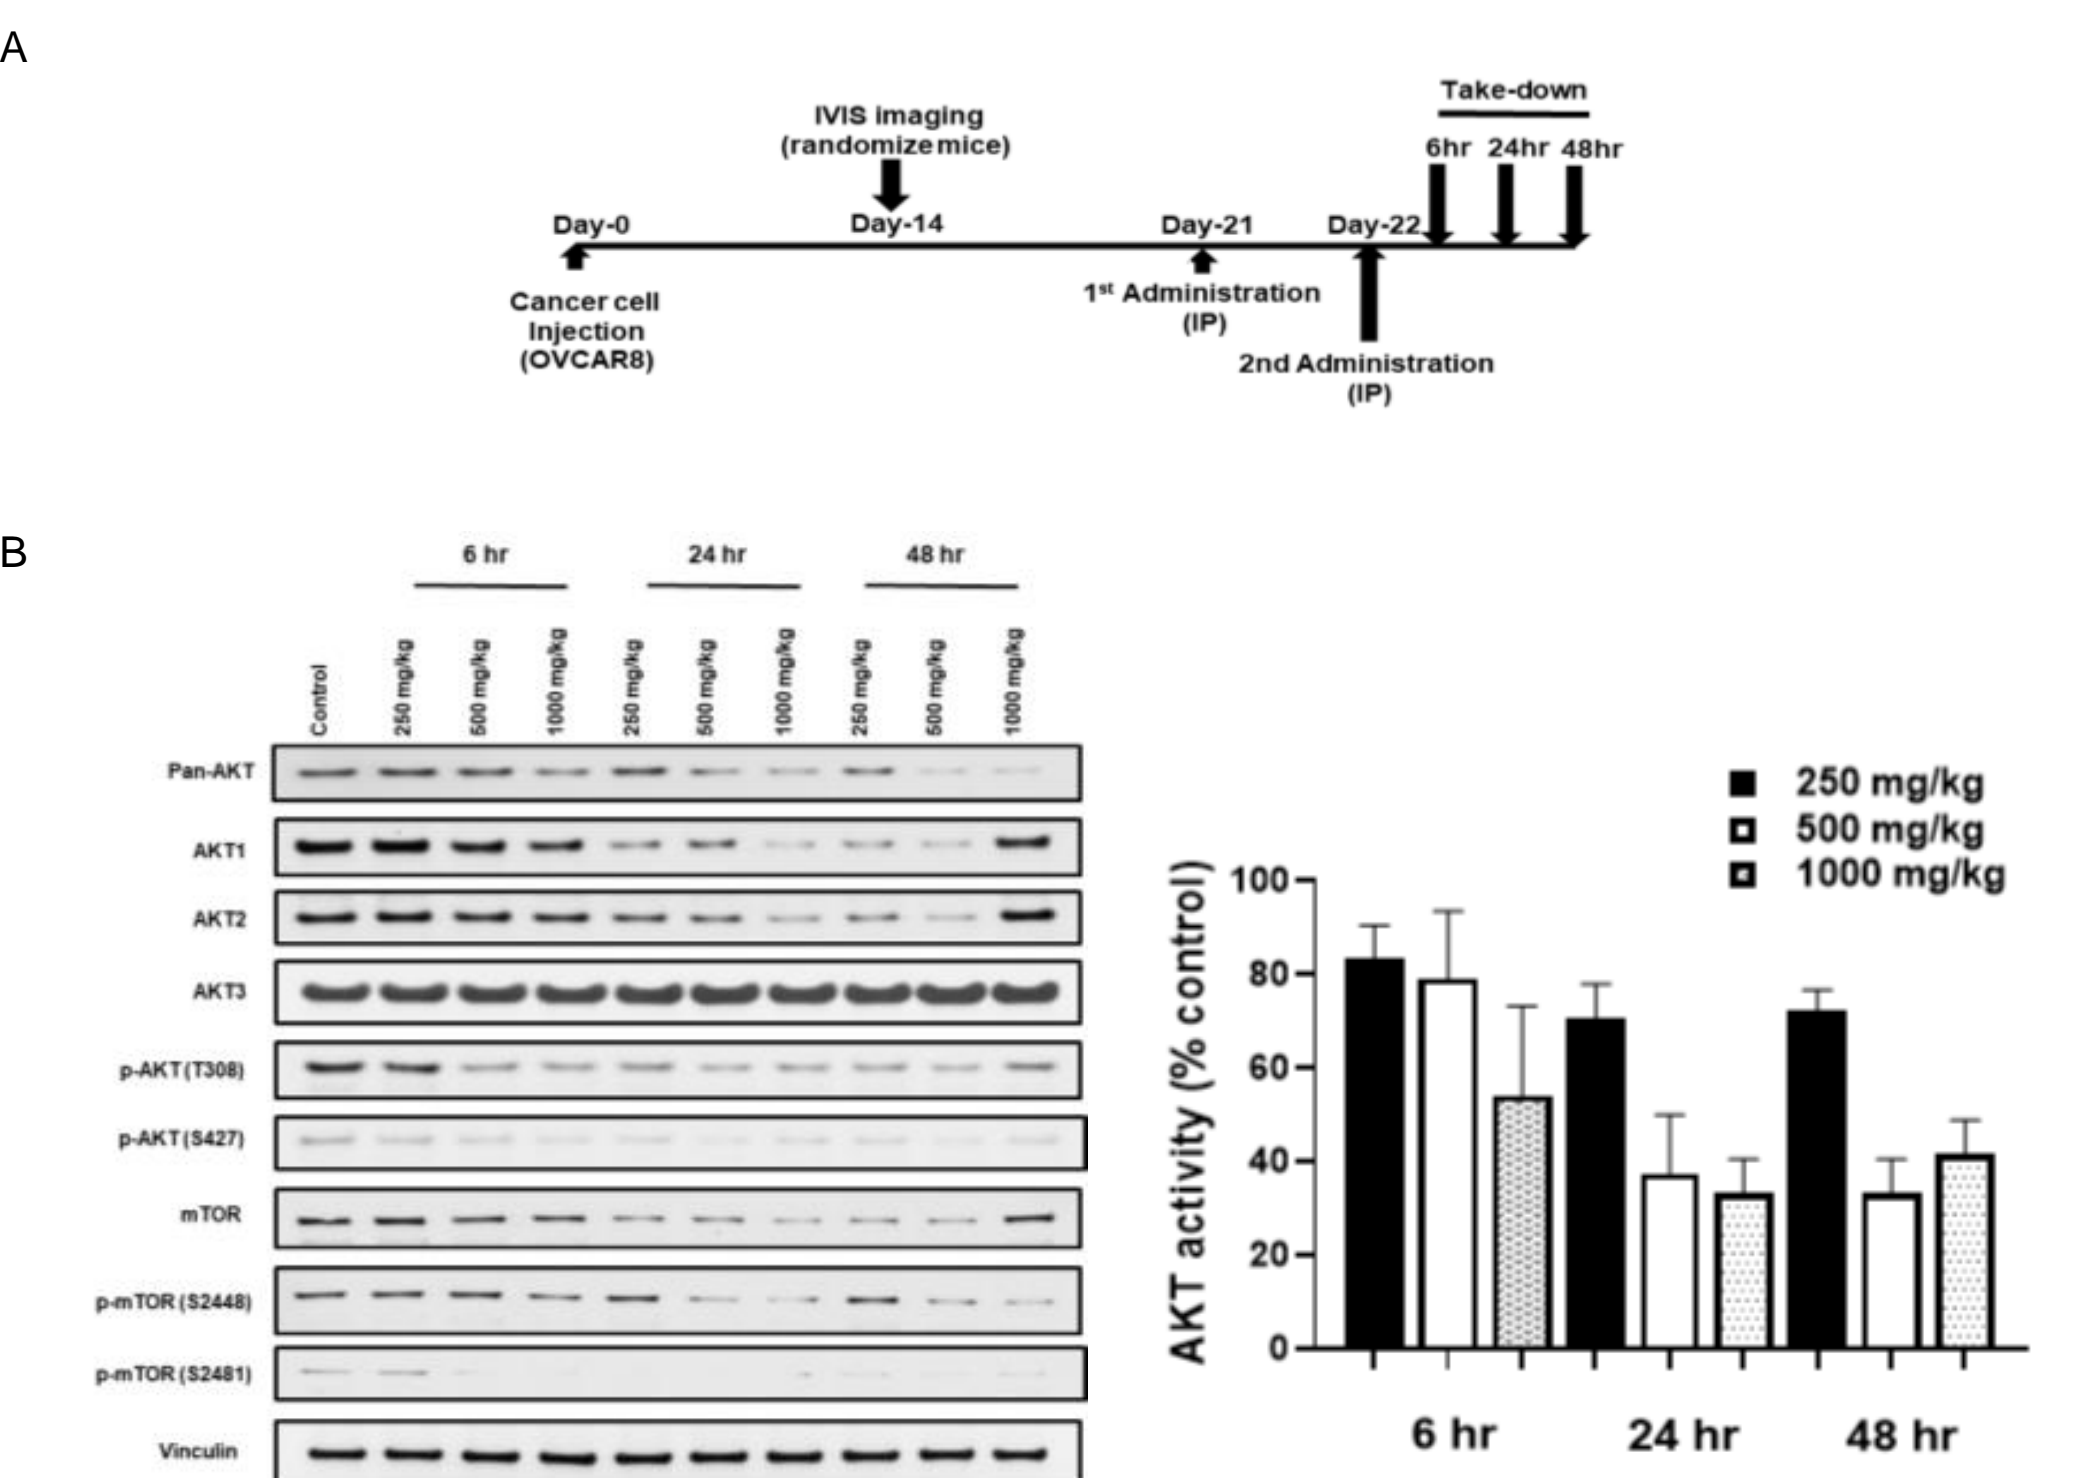 A
Take-down
IVIS imaging
(randomize mice)
6hr 24hr 48hr
Day-0 Day-14 Day-21 Day-22
Cancer cell
Injection
(OVCAR8)
1st Administration
(IP)
2nd Administration
(IP)
B
6 hr 24 hr 48 hr
Control 250 mg/kg 500 mg/kg 1000 mg/kg 250 mg/kg 500 mg/kg 1000 mg/kg 250 mg/kg 500 mg/kg 1000 mg/kg
Pan-AKT
AKT1
AKT2
AKT3
p-AKT (T308)
p-AKT (S427)
mTOR
p-mTOR (S2448)
p-mTOR (S2481)
Vinculin
250 mg/kg
500 mg/kg
1000 mg/kg
AKT activity (% control)
100
80
60
40
20
0
6 hr 24 hr 48 hr